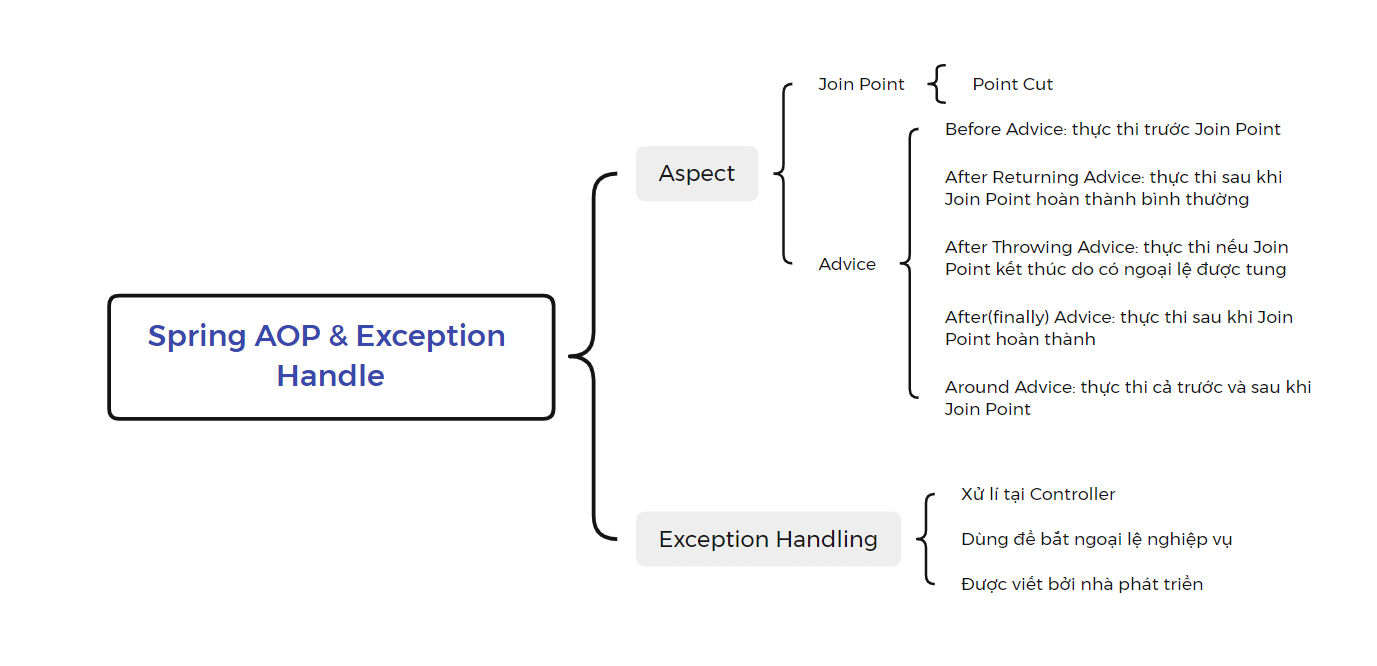 Spring AOP & Exception
Handle
Aspect
Join Point
Point Cut
Advice
Before Advice: thực thi trước Join Point
After Returning Advice: thực thi sau khi
Join Point hoàn thành bình thường
After Throwing Advice: thực thi nếu Join
Point kết thúc do có ngoại lệ được tung
After(finally) Advice: thực thi sau khi Join
Point hoàn thành
Around Advice: thực thi cả trước và sau khi
Join Point
Exception Handling
Xử lí tại Controller
Dùng để bắt ngoại lệ nghiệp vụ
Được viết bởi nhà phát triển